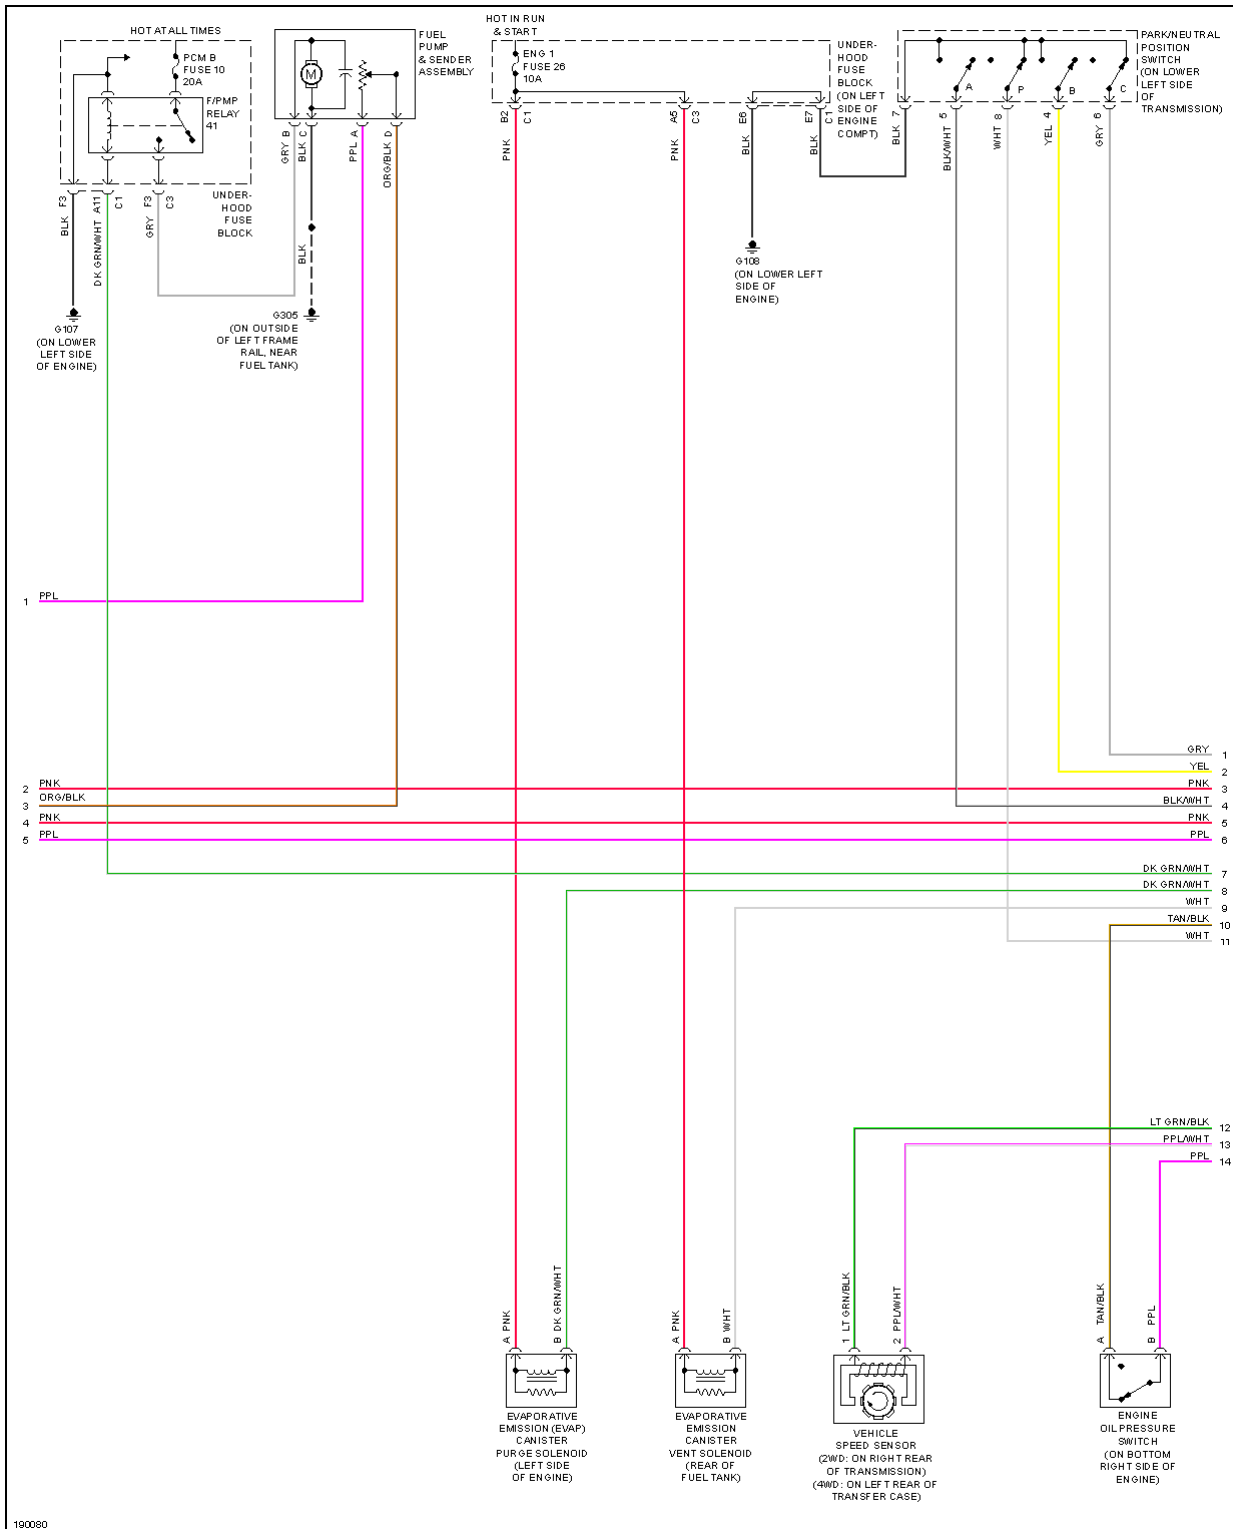 HOT AT ALL TIMES
PCM B
FUSE 10
20A
F/PMP
RELAY
41
F3
A11
C1
F3
C3
BLK
DK GRN/WHT
GRY
UNDER-
HOOD
FUSE
BLOCK
G107
(ON LOWER
LEFT SIDE
OF ENGINE)
FUEL
PUMP
& SENDER
ASSEMBLY
M
GRY B
BLK C
PPL A
ORG/BLK D
BLK
G305
(ON OUTSIDE
OF LEFT FRAME
RAIL, NEAR
FUEL TANK)
HOT IN RUN
& START
ENG 1
FUSE 26
10A
UNDER-
HOOD
FUSE
BLOCK
(ON LEFT
SIDE OF
ENGINE
COMPT)
B2
C1
A5
C3
E6
E7
C1
PNK
PNK
BLK
BLK
G108
(ON LOWER LEFT
SIDE OF
ENGINE)
PARK/NEUTRAL
POSITION
SWITCH
(ON LOWER
LEFT SIDE
OF
TRANSMISSION)
A
P
B
C
BLK 7
BLK/WHT 5
WHT 8
YEL 4
GRY 6
1 PPL
2 PNK
3 ORG/BLK
4 PNK
5 PPL
GRY 1
YEL 2
PNK 3
BLK/WHT 4
PNK 5
PPL 6
DK GRN/WHT 7
DK GRN/WHT 8
WHT 9
TAN/BLK 10
WHT 11
LT GRN/BLK 12
PPL/WHT 13
PPL 14
A PNK
B DK GRN/WHT
A PNK
B WHT
1 LT GRN/BLK
2 PPL/WHT
A TAN/BLK
B PPL
EVAPORATIVE
EMISSION (EVAP)
CANISTER
PURGE SOLENOID
(LEFT SIDE
OF ENGINE)
EVAPORATIVE
EMISSION
CANISTER
VENT SOLENOID
(REAR OF
FUEL TANK)
VEHICLE
SPEED SENSOR
(2WD: ON RIGHT REAR
OF TRANSMISSION)
(4WD: ON LEFT REAR OF
TRANSFER CASE)
ENGINE
OIL PRESSURE
SWITCH
(ON BOTTOM
RIGHT SIDE OF
ENGINE)
190080